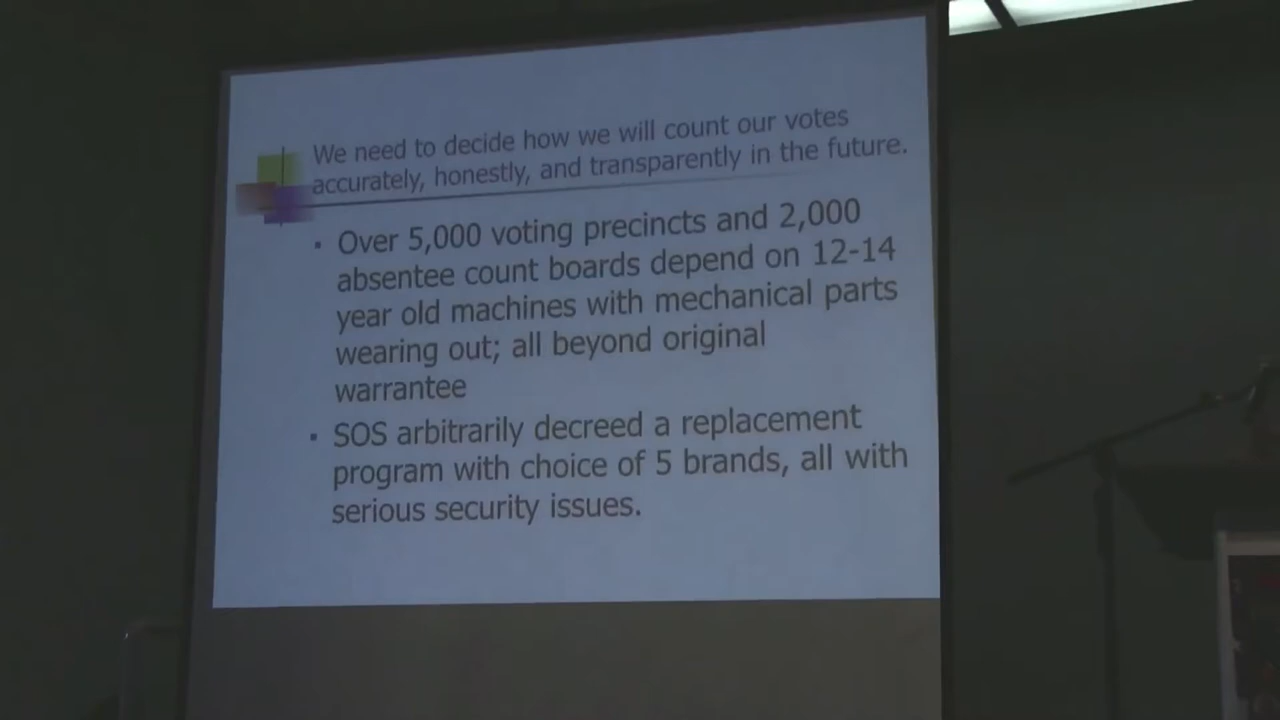 We need to decide how we will count our votes
accurately, honestly, and transparently in the future.
▪ Over 5,000 voting precincts and 2,000
absentee count boards depend on 12-14
year old machines with mechanical parts
wearing out; all beyond original
warrantee
▪ SOS arbitrarily decreed a replacement
program with choice of 5 brands, all with
serious security issues.